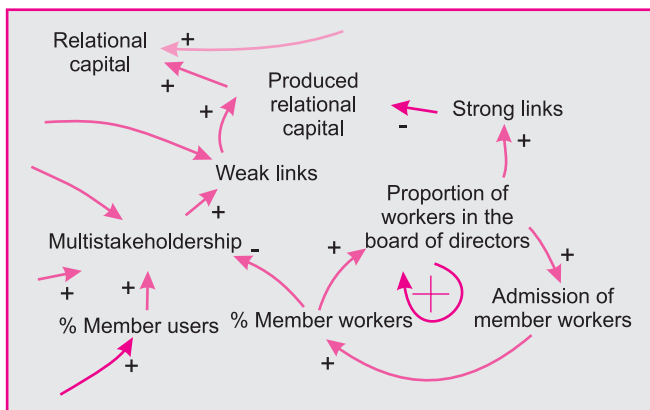 Relational
capital
+
+
Produced
relational
capital
+
-
Strong links
+
Weak links
+
Proportion of
workers in the
board of directors
Multistakeholdership
-
+
+
+
+
+
% Member users
% Member workers
Admission of
member workers
+
+